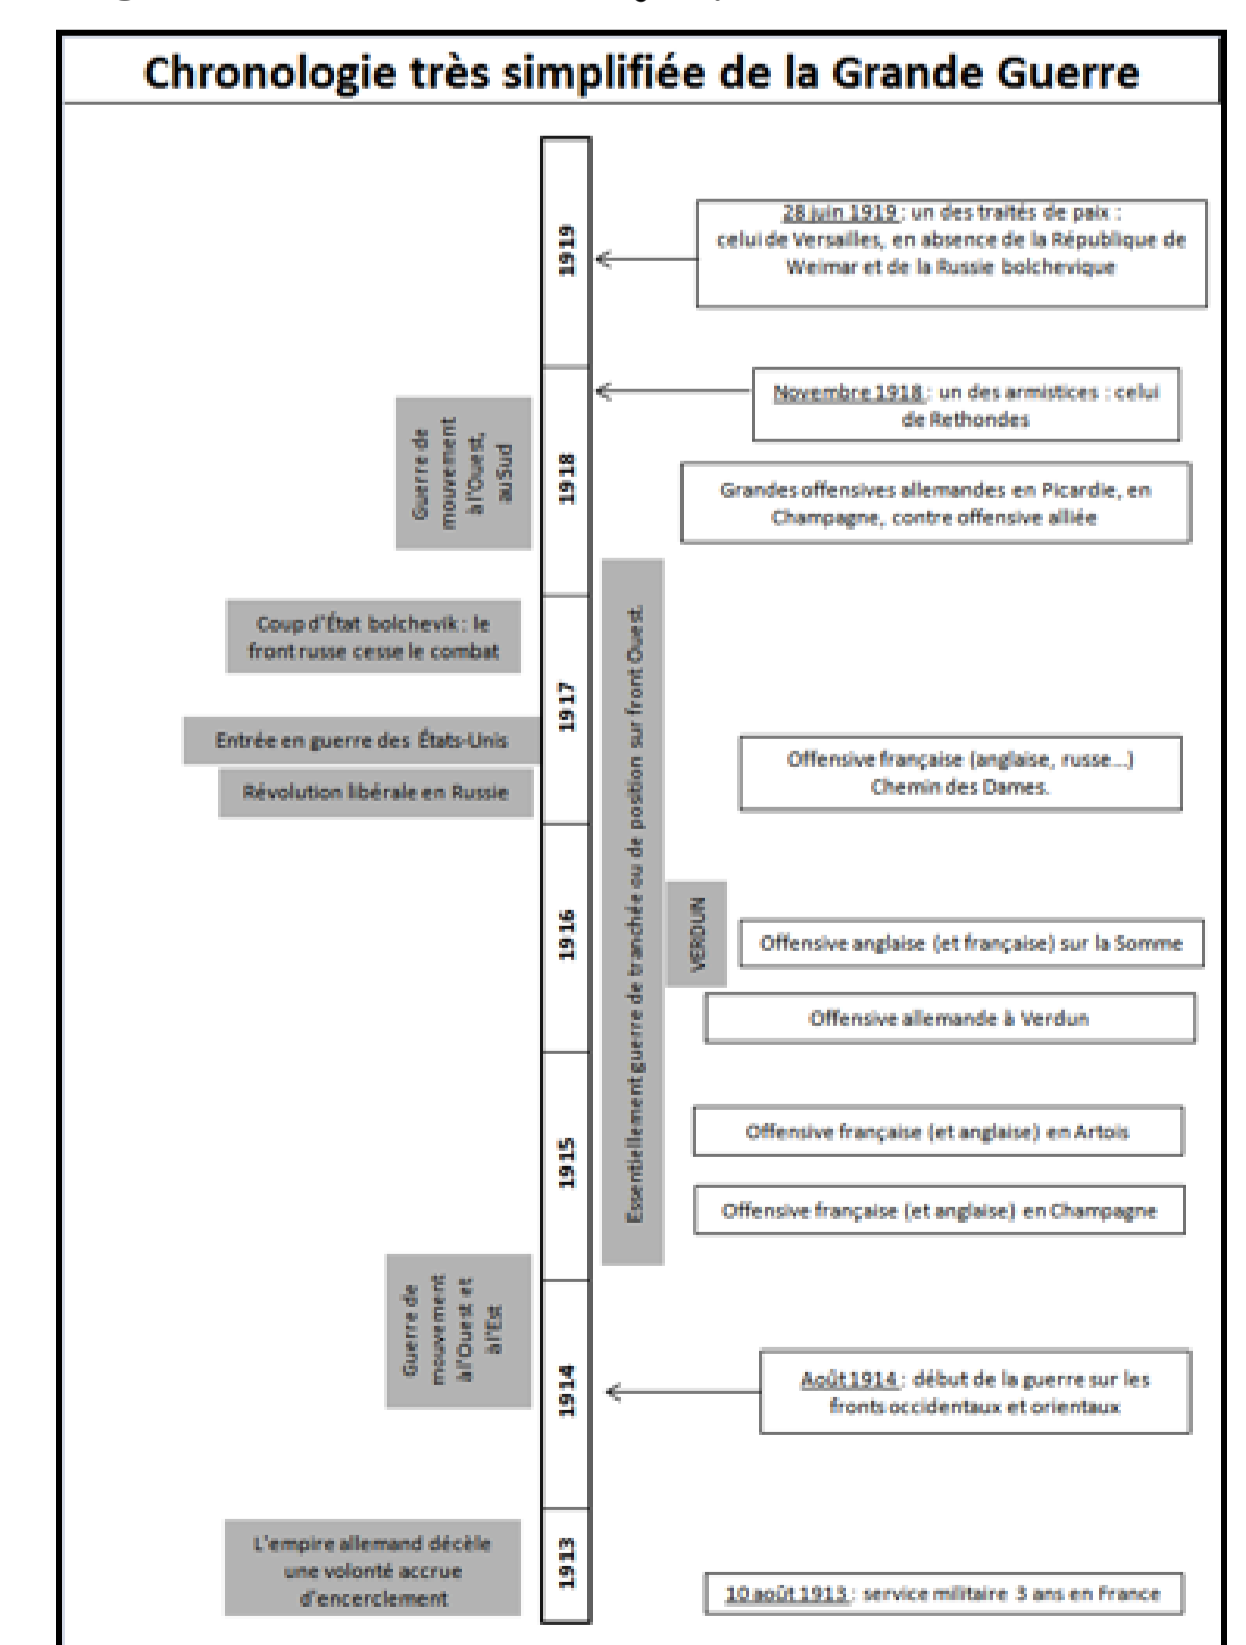 Chronologie très simplifiée de la Grande Guerre
1919
28 juin 1919 : un des traités de paix :
celui de Versailles, en absence de la République de
Weimar et de la Russie bolchevique
Novembre 1918 : un des armistices : celui
de Rethondes
Guerre de
mouvement
à l'Ouest,
au Sud
1918
Grandes offensives allemandes en Picardie, en
Champagne, contre offensive alliée
Coup d'État bolchevik : le
front russe cesse le combat
1917
Essentiellement guerre de tranchée ou de position sur front Ouest.
Entrée en guerre des États-Unis
Révolution libérale en Russie
Offensive française (anglaise, russe...)
Chemin des Dames.
1916
VERDUN
Offensive anglaise (et française) sur la Somme
Offensive allemande à Verdun
1915
Offensive française (et anglaise) en Artois
Offensive française (et anglaise) en Champagne
Guerre de
mouvement
à l'Ouest et
à l'Est
1914
Août 1914 : début de la guerre sur les
fronts occidentaux et orientaux
L'empire allemand décèle
une volonté accrue
d'encerclement
1913
10 août 1913 : service militaire 3 ans en France